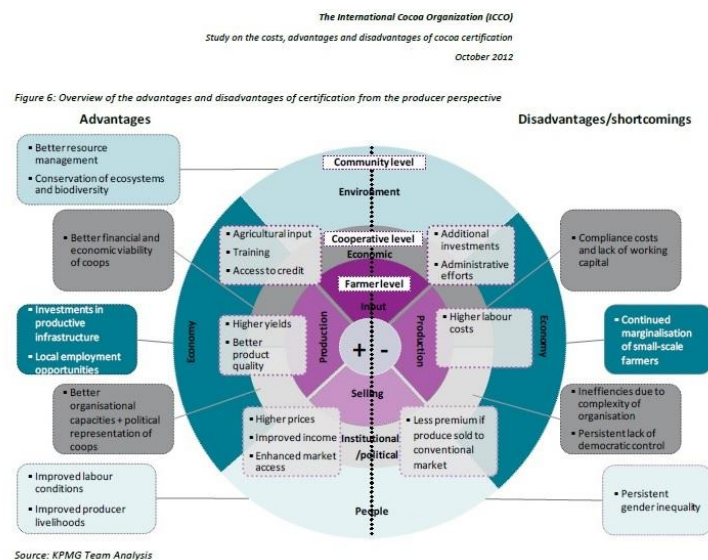 The International Cocoa Organization (ICCO)
Study on the costs, advantages and disadvantages of cocoa certification
October 2012
Figure 6: Overview of the advantages and disadvantages of certification from the producer perspective
Advantages
Disadvantages/shortcomings
▪ Better resource
management
▪ Conservation of ecosystems
and biodiversity
Community level
Environment
▪ Better financial and
economic viability
of coops
▪ Agricultural input
▪ Training
▪ Access to credit
Cooperative level
Economic
Farmer level
Input
▪ Additional
investments
▪ Administrative
efforts
▪ Compliance costs
and lack of working
capital
▪ Investments in
productive
infrastructure
▪ Local employment
opportunities
Economy
▪ Higher yields
▪ Better
product
quality
Production
+ -
Production
▪ Higher labour
costs
Economy
▪ Continued
marginalisation
of small-scale
farmers
▪ Better
organisational
capacities + political
representation of
coops
▪ Higher prices
▪ Improved income
▪ Enhanced market
access
Selling
Institutional
/political
▪ Less premium if
produce sold to
conventional
market
▪ Ineffiencies due to
complexity of
organisation
▪ Persistent lack of
democratic control
▪ Improved labour
conditions
▪ Improved producer
livelihoods
People
▪ Persistent
gender inequality
Source: KPMG Team Analysis